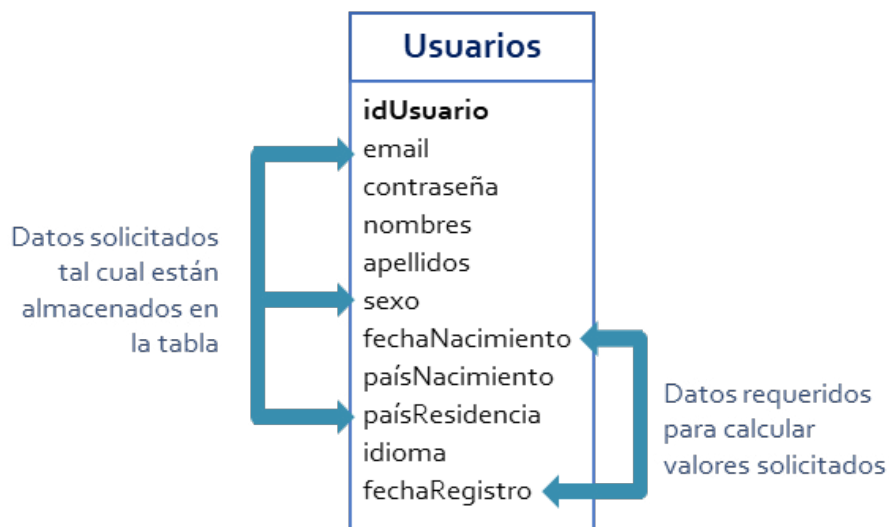 Usuarios
idUsuario
email
contraseña
nombres
apellidos
sexo
fechaNacimiento
paísNacimiento
paísResidencia
idioma
fechaRegistro
Datos solicitados
tal cual están
almacenados en
la tabla
Datos requeridos
para calcular
valores solicitados